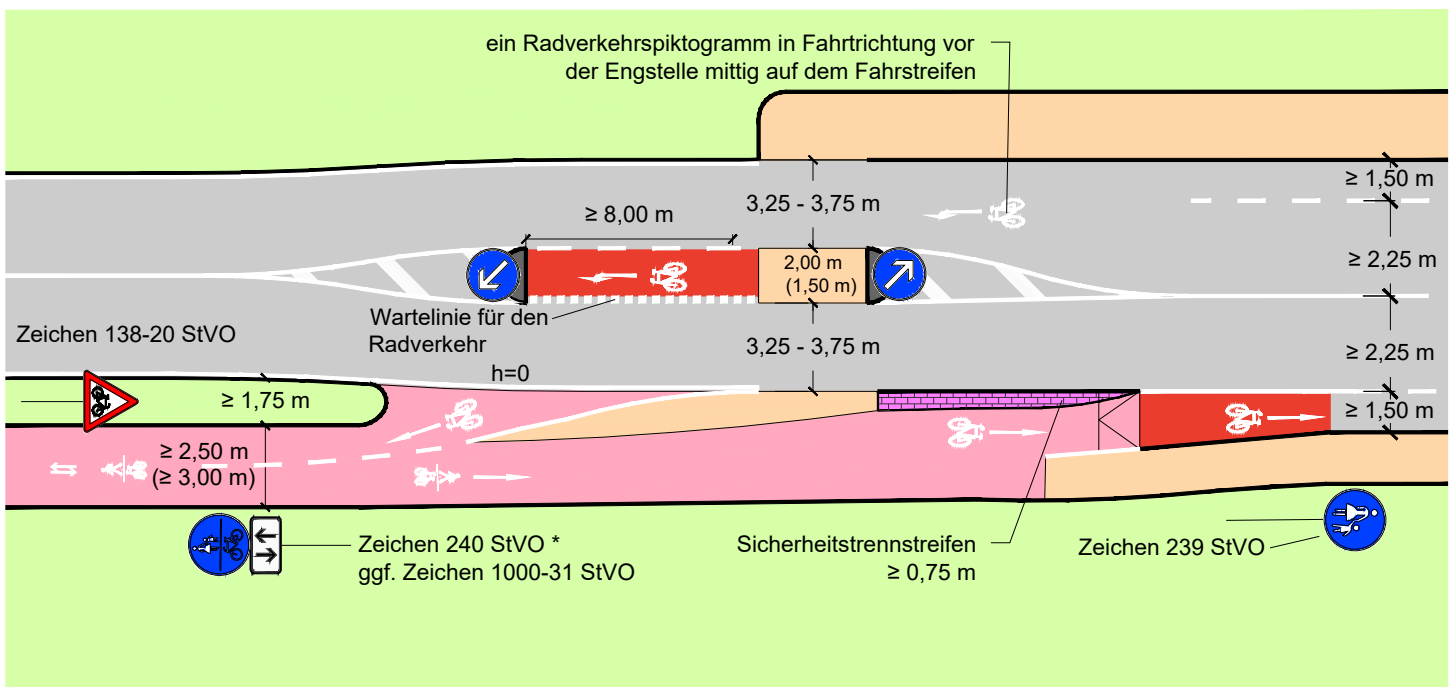 ein Radverkehrspiktogramm in Fahrtrichtung vor
der Engstelle mittig auf dem Fahrstreifen
≥ 1,50 m
3,25 - 3,75 m
≥ 8,00 m
≥ 2,25 m
2,00 m
(1,50 m)
Wartelinie für den
Radverkehr
Zeichen 138-20 StVO
3,25 - 3,75 m
≥ 2,25 m
h=0
≥ 1,75 m
≥ 1,50 m
≥ 2,50 m
(≥ 3,00 m)
Zeichen 240 StVO *
ggf. Zeichen 1000-31 StVO
Sicherheitstrennstreifen
≥ 0,75 m
Zeichen 239 StVO